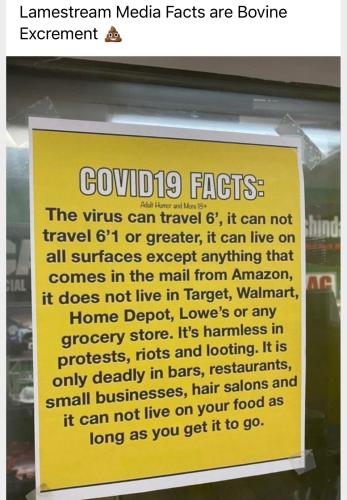 Lamestream Media Facts are Bovine
Excrement 💩
COVID19 FACTS:
Adult Humor and More 18+
The virus can travel 6', it can not
travel 6'1 or greater, it can live on
all surfaces except anything that
comes in the mail from Amazon,
it does not live in Target, Walmart,
Home Depot, Lowe's or any
grocery store. It's harmless in
protests, riots and looting. It is
only deadly in bars, restaurants,
small businesses, hair salons and
it can not live on your food as
long as you get it to go.
CIAL
AG